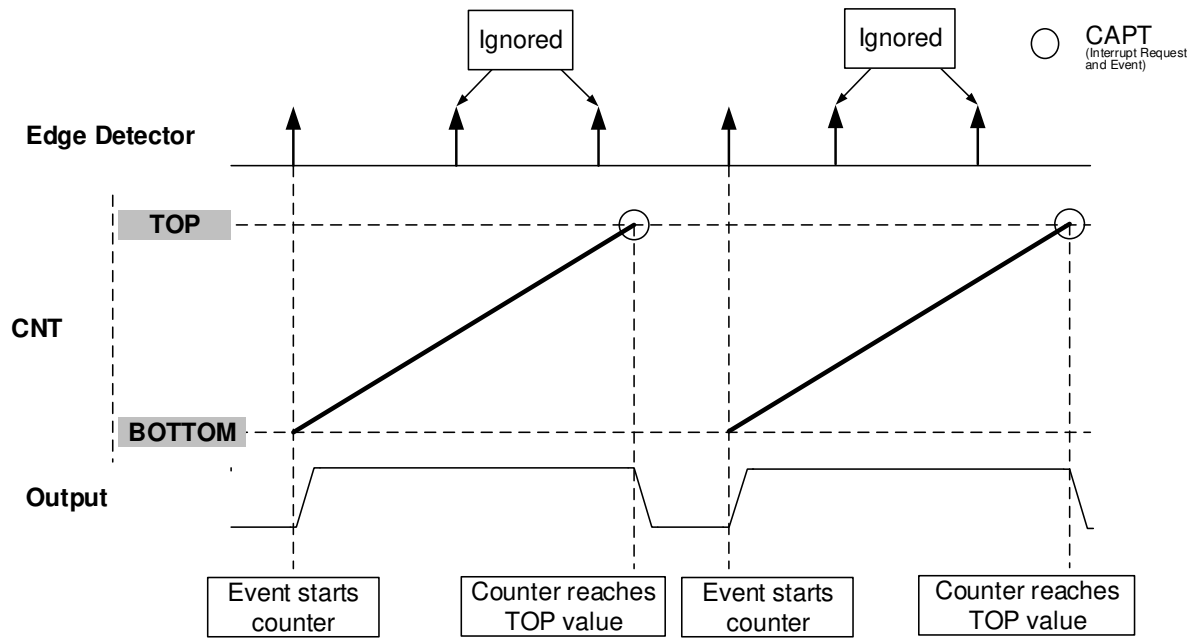 Ignored
Ignored
CAPT
(Interrupt Request
and Event)
Edge Detector
TOP
CNT
BOTTOM
Output
Event starts
counter
Counter reaches
TOP value
Event starts
counter
Counter reaches
TOP value